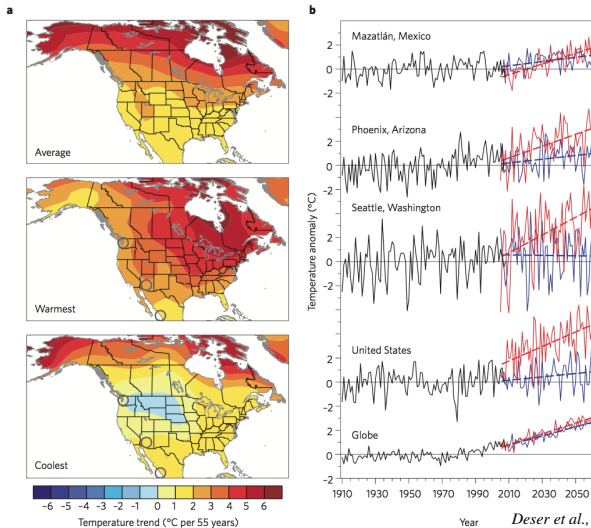 a
Average
Warmest
Coolest
−6 −5 −4 −3 −2 −1 0 1 2 3 4 5 6
Temperature trend (°C per 55 years)
b
Temperature anomaly (°C)
Mazatlán, Mexico
2
0
−2
Phoenix, Arizona
2
0
−2
Seattle, Washington
2
0
−2
−4
United States
2
0
−2
Globe
2
0
−2
1910 1930 1950 1970 1990 2010 2030 2050
Year
Deser et al.,